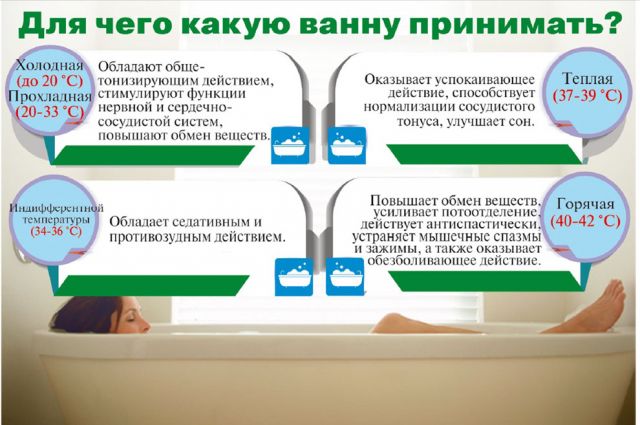 Для чего какую ванну принимать?
Холодная
(до 20 °С)
Прохладная
(20-33 °С)
Обладают обще-
тонизирующим действием,
стимулируют функции
нервной и сердечно-
сосудистой систем,
повышают обмен веществ.
Оказывает успокаивающее
действие, способствует
нормализации сосудистого
тонуса, улучшает сон.
Теплая
(37-39 °С)
Индифферентной
температуры
(34-36 °С)
Обладает седативным и
противозудным действием.
Повышает обмен веществ,
усиливает потоотделение,
действует антиспастически,
устраняет мышечные спазмы
и зажимы, а также оказывает
обезболивающее действие.
Горячая
(40-42 °С)